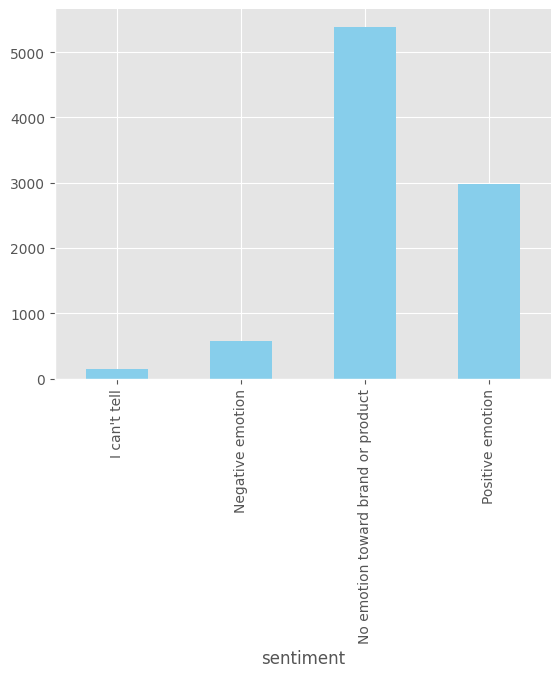 5000
4000
3000
2000
1000
0
I can't tell
Negative emotion
No emotion toward brand or product
Positive emotion
sentiment